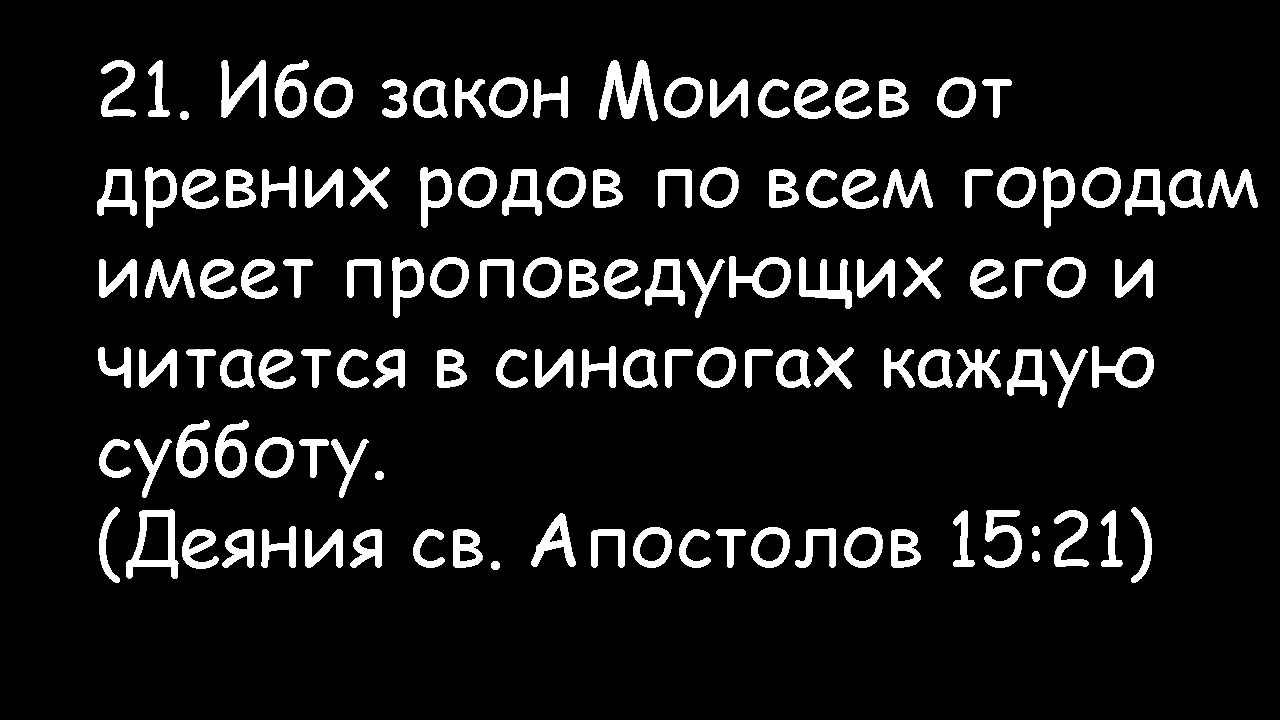 21. Ибо закон Моисеев от
древних родов по всем городам
имеет проповедующих его и
читается в синагогах каждую
субботу.
(Деяния св. Апостолов 15:21)